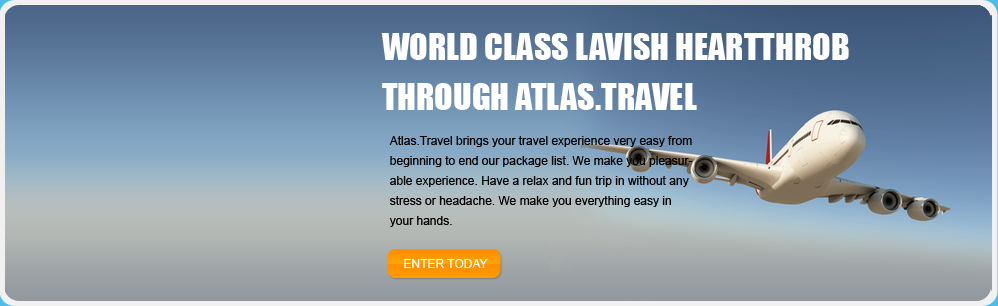 WORLD CLASS LAVISH HEARTTHROB
THROUGH ATLAS.TRAVEL
Atlas.Travel brings your travel experience very easy from
beginning to end our package list. We make you pleasur-
able experience. Have a relax and fun trip in without any
stress or headache. We make you everything easy in
your hands.
ENTER TODAY